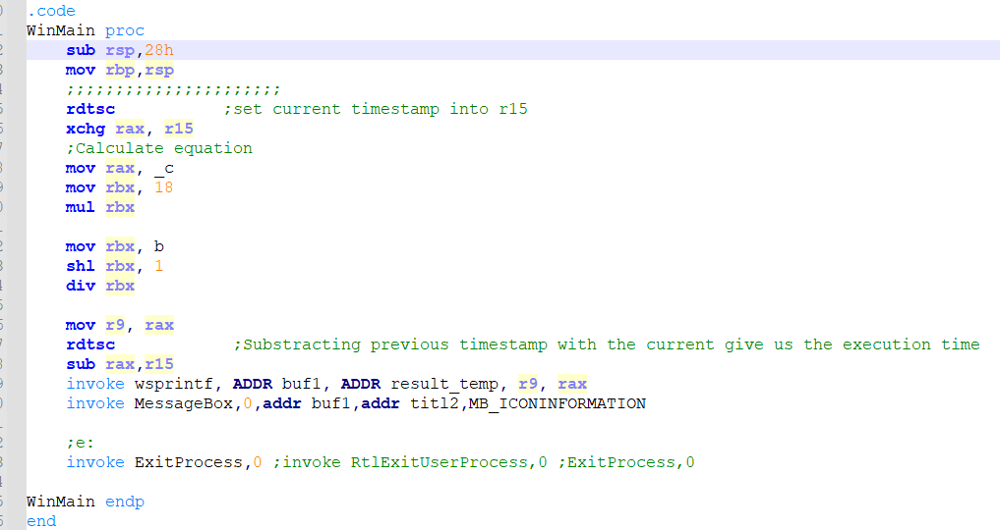 .code
WinMain proc
sub rsp,28h
mov rbp,rsp
;;;;;;;;;;;;;;;;;;;;;;
rdtsc ;set current timestamp into r15
xchg rax, r15
;Calculate equation
mov rax, _c
mov rbx, 18
mul rbx
mov rbx, b
shl rbx, 1
div rbx
mov r9, rax
rdtsc ;Substracting previous timestamp with the current give us the execution time
sub rax,r15
invoke wsprintf, ADDR buf1, ADDR result_temp, r9, rax
invoke MessageBox,0,addr buf1,addr titl2,MB_ICONINFORMATION
;e:
invoke ExitProcess,0 ;invoke RtlExitUserProcess,0 ;ExitProcess,0
WinMain endp
end